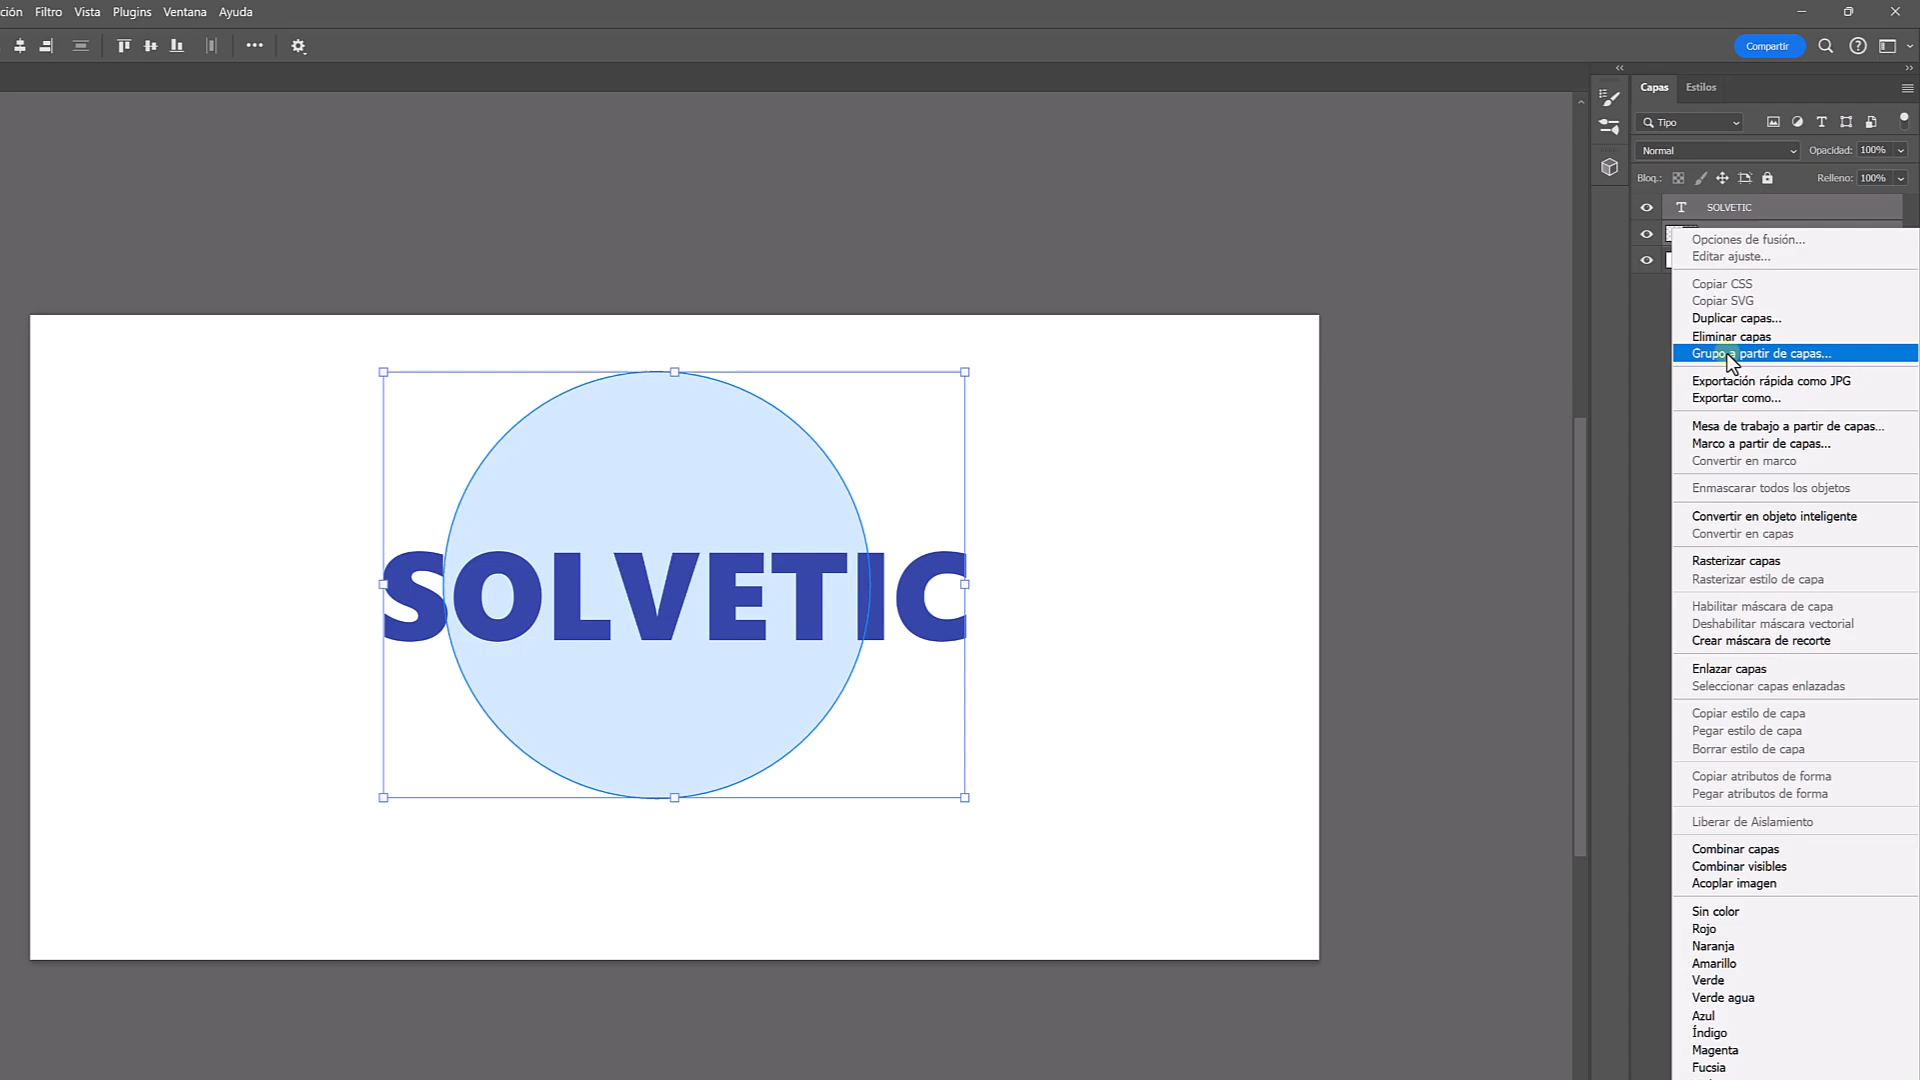 ción Filtro Vista Plugins Ventana Ayuda
Compartir
Capas Estilos
Tipo
Normal Opacidad: 100%
Bloq.: Relleno: 100%
T SOLVETIC
Opciones de fusión...
Editar ajuste...
Copiar CSS
Copiar SVG
Duplicar capas...
Eliminar capas
Grupo a partir de capas...
Exportación rápida como JPG
Exportar como...
Mesa de trabajo a partir de capas...
Marco a partir de capas...
Convertir en marco
Enmascarar todos los objetos
Convertir en objeto inteligente
Convertir en capas
Rasterizar capas
Rasterizar estilo de capa
Habilitar máscara de capa
Deshabilitar máscara vectorial
Crear máscara de recorte
Enlazar capas
Seleccionar capas enlazadas
Copiar estilo de capa
Pegar estilo de capa
Borrar estilo de capa
Copiar atributos de forma
Pegar atributos de forma
Liberar de Aislamiento
Combinar capas
Combinar visibles
Acoplar imagen
Sin color
Rojo
Naranja
Amarillo
Verde
Verde agua
Azul
Índigo
Magenta
Fucsia
SOLVETIC